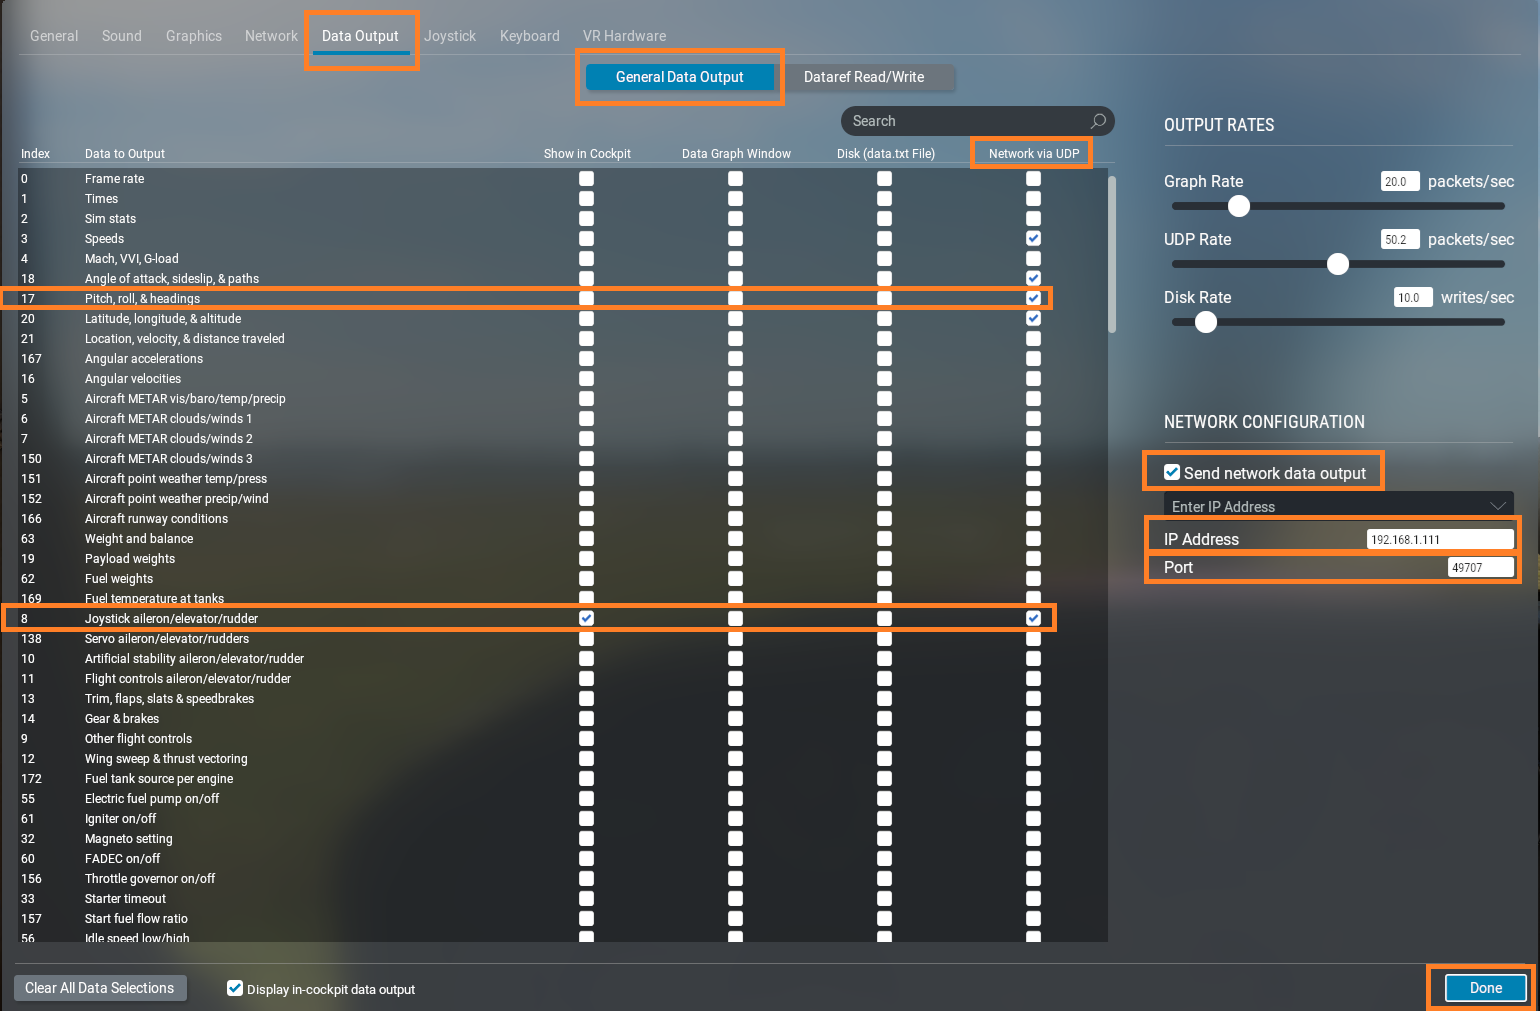 General Sound Graphics Network Data Output Joystick Keyboard VR Hardware
General Data Output Dataref Read/Write
Search
Index Data to Output Show in Cockpit Data Graph Window Disk (data.txt File) Network via UDP
0 Frame rate
1 Times
2 Sim stats
3 Speeds
4 Mach, VVI, G-load
18 Angle of attack, sideslip, & paths
17 Pitch, roll, & headings
20 Latitude, longitude, & altitude
21 Location, velocity, & distance traveled
167 Angular accelerations
16 Angular velocities
5 Aircraft METAR vis/baro/temp/precip
6 Aircraft METAR clouds/winds 1
7 Aircraft METAR clouds/winds 2
150 Aircraft METAR clouds/winds 3
151 Aircraft point weather temp/press
152 Aircraft point weather precip/wind
166 Aircraft runway conditions
63 Weight and balance
19 Payload weights
62 Fuel weights
169 Fuel temperature at tanks
8 Joystick aileron/elevator/rudder
138 Servo aileron/elevator/rudders
10 Artificial stability aileron/elevator/rudder
11 Flight controls aileron/elevator/rudder
13 Trim, flaps, slats & speedbrakes
14 Gear & brakes
9 Other flight controls
12 Wing sweep & thrust vectoring
172 Fuel tank source per engine
55 Electric fuel pump on/off
61 Igniter on/off
32 Magneto setting
60 FADEC on/off
156 Throttle governor on/off
33 Starter timeout
157 Start fuel flow ratio
56 Idle speed low/high
OUTPUT RATES
Graph Rate 20.0 packets/sec
UDP Rate 50.2 packets/sec
Disk Rate 10.0 writes/sec
NETWORK CONFIGURATION
Send network data output
Enter IP Address
IP Address 192.168.1.111
Port 49707
Clear All Data Selections Display in-cockpit data output Done